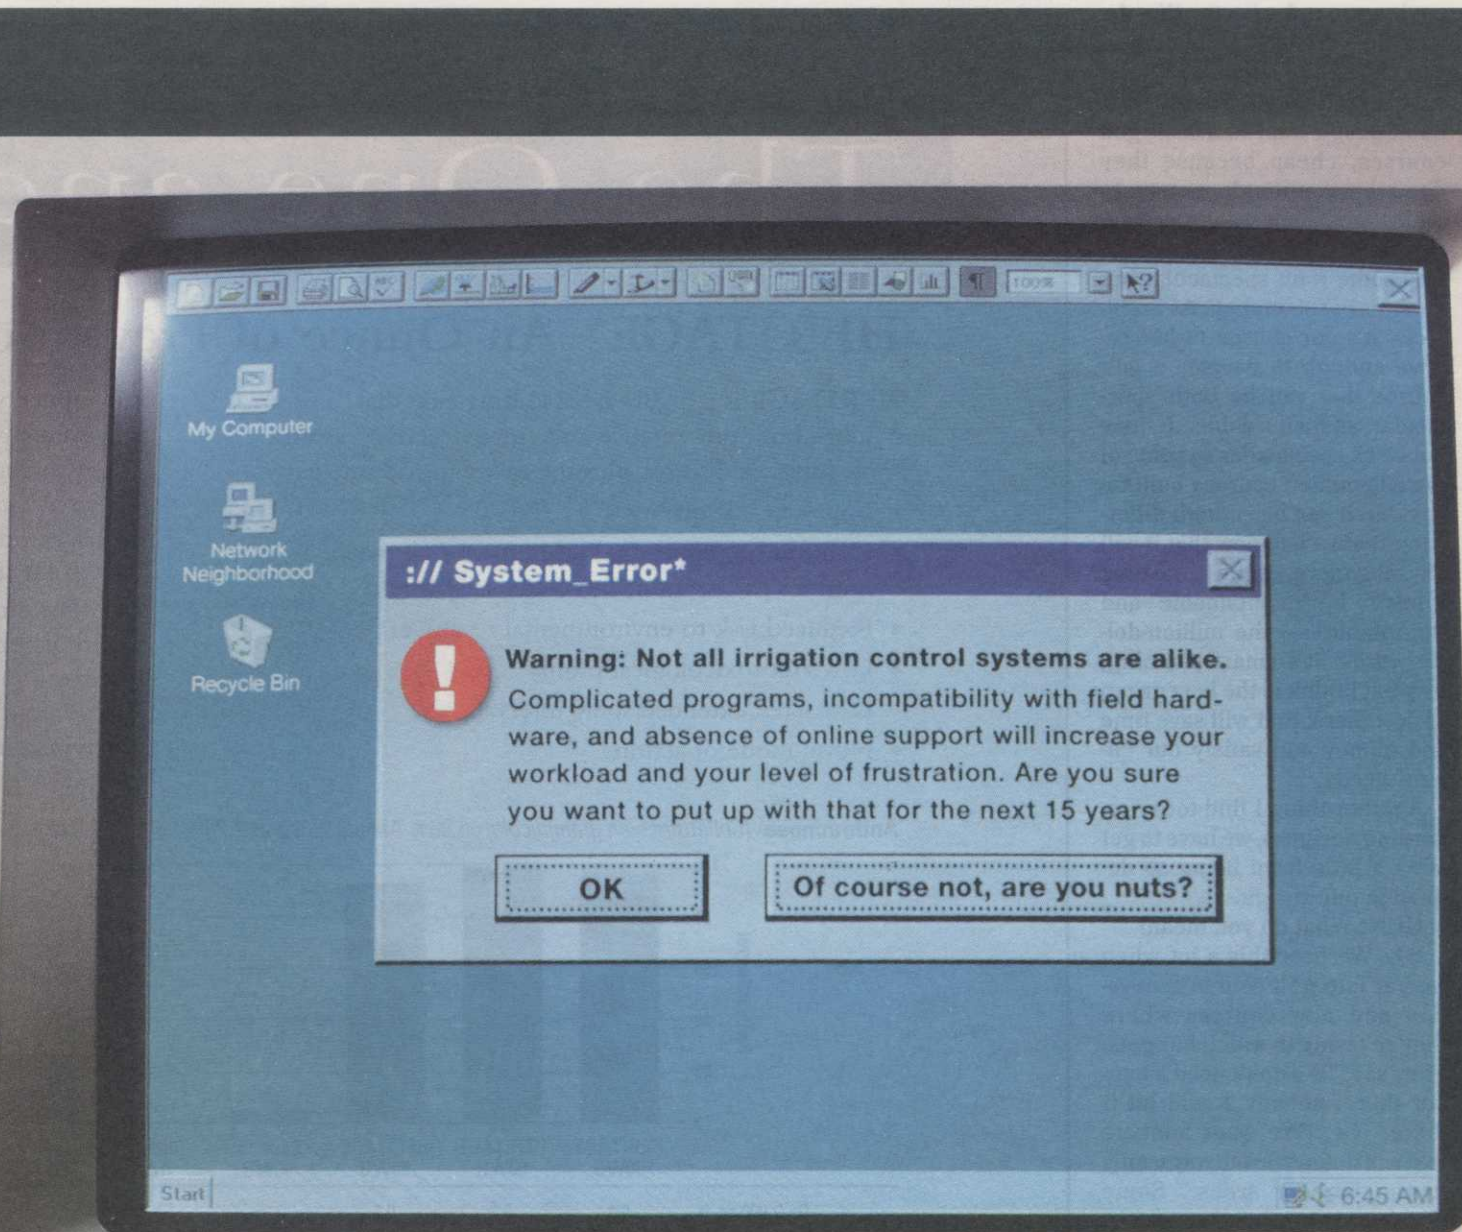 100%
My Computer
Network
Neighborhood
Recycle Bin
:// System_Error*
Warning: Not all irrigation control systems are alike.
Complicated programs, incompatibility with field hard-
ware, and absence of online support will increase your
workload and your level of frustration. Are you sure
you want to put up with that for the next 15 years?
OK
Of course not, are you nuts?
Start
6:45 AM